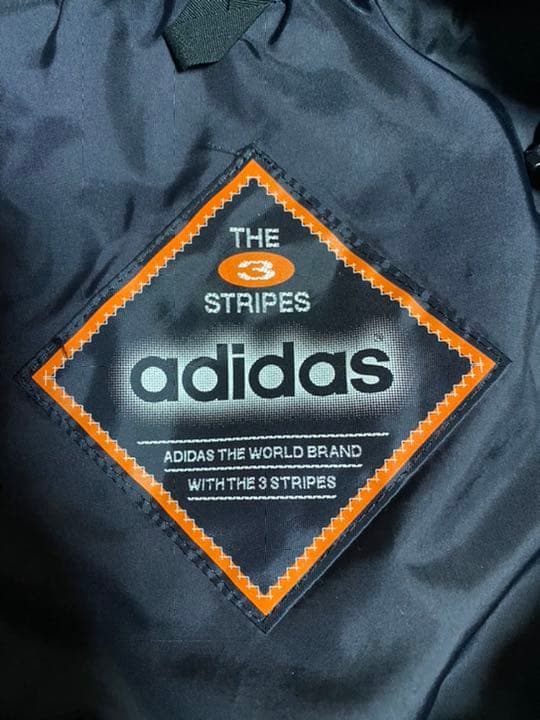 THE
3
STRIPES
adidas
ADIDAS THE WORLD BRAND
WITH THE 3 STRIPES